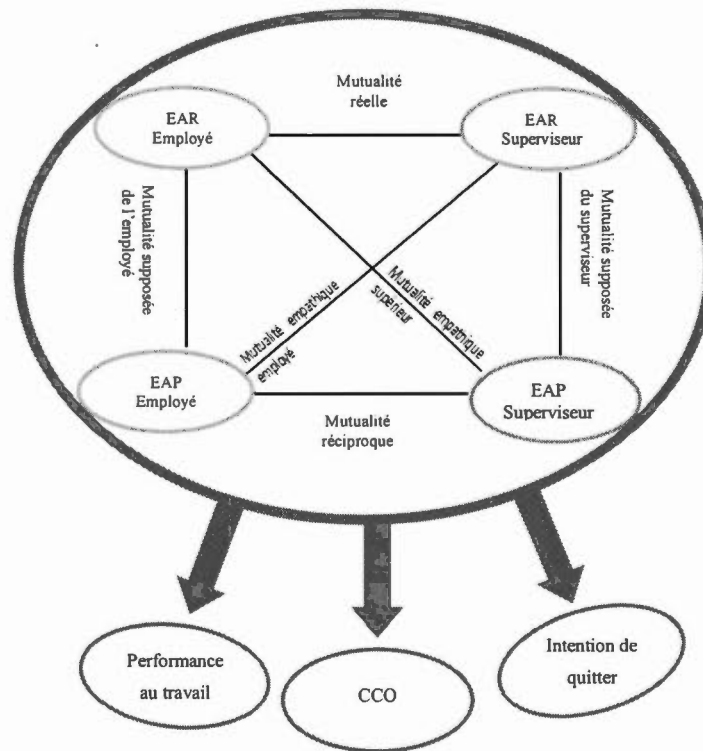 Mutualité
réelle
EAR
Employé
EAR
Superviseur
Mutualité supposée
de l'employé
Mutualité supposée
du superviseur
Mutualité empathique
employé
Mutualité empathique
supérieur
EAP
Employé
EAP
Superviseur
Mutualité
réciproque
Performance
au travail
CCO
Intention de
quitter